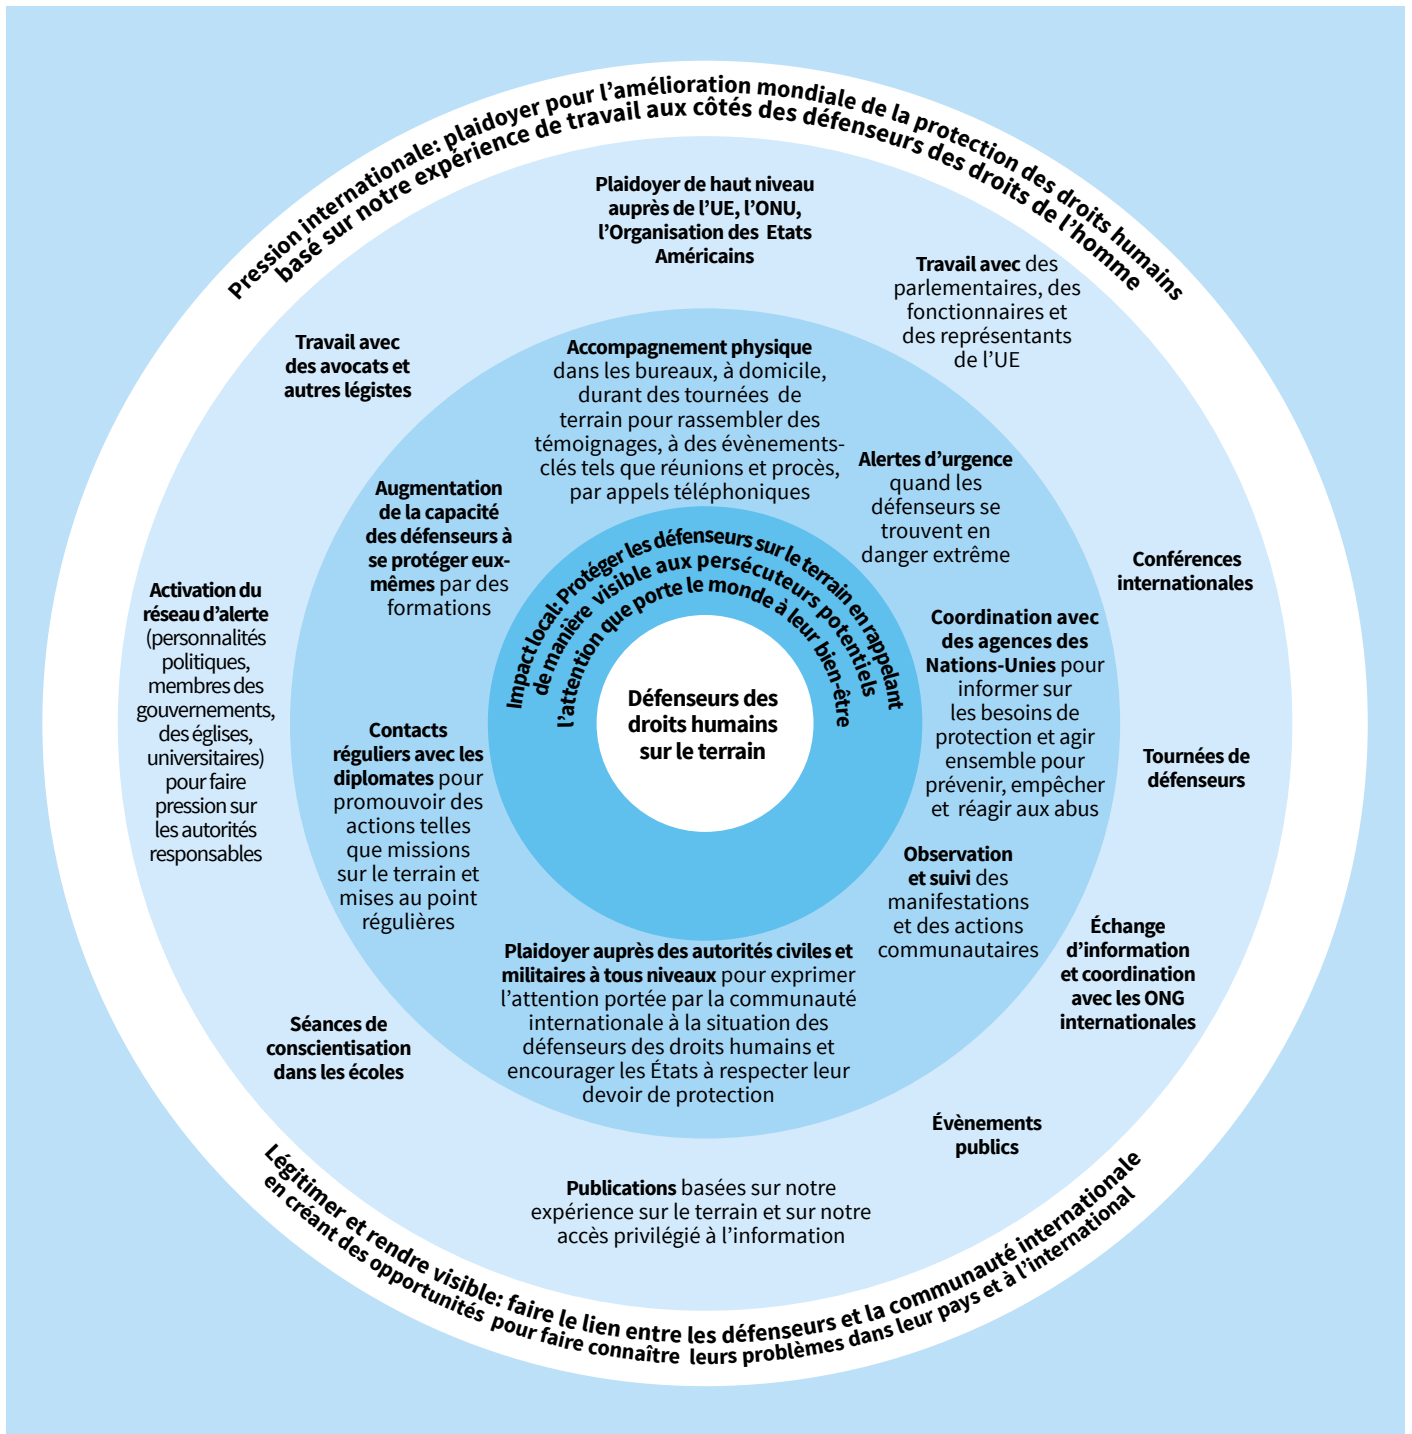 Pression internationale: plaidoyer pour l’amélioration mondiale de la protection des droits humains
basé sur notre expérience de travail aux côtés des défenseurs des droits de l’homme
Plaidoyer de haut niveau
auprès de l’UE, l’ONU,
l’Organisation des Etats
Américains
Travail avec des
parlementaires, des
fonctionnaires et
des représentants
de l’UE
Travail avec
des avocats et
autres légistes
Accompagnement physique
dans les bureaux, à domicile,
durant des tournées de
terrain pour rassembler des
témoignages, à des évènements-
clés tels que réunions et procès,
par appels téléphoniques
Alertes d’urgence
quand les
défenseurs se
trouvent en
danger extrême
Augmentation
de la capacité
des défenseurs à
se protéger eux-
mêmes par des
formations
Impact local: Protéger les défenseurs sur le terrain en rappelant
de manière visible aux persécuteurs potentiels
l’attention que porte le monde à leur bien-être
Conférences
internationales
Activation du
réseau d’alerte
(personnalités
politiques,
membres des
gouvernements,
des églises,
universitaires)
pour faire
pression sur
les autorités
responsables
Coordination avec
des agences des
Nations-Unies pour
informer sur
les besoins de
protection et agir
ensemble pour
prévenir, empêcher
et réagir aux abus
Défenseurs des
droits humains
sur le terrain
Contacts
réguliers avec les
diplomates pour
promouvoir des
actions telles
que missions
sur le terrain et
mises au point
régulières
Tournées de
défenseurs
Observation
et suivi des
manifestations
et des actions
communautaires
Échange
d’information
et coordination
avec les ONG
internationales
Plaidoyer auprès des autorités civiles et
militaires à tous niveaux pour exprimer
l’attention portée par la communauté
internationale à la situation des
défenseurs des droits humains et
encourager les États à respecter leur
devoir de protection
Séances de
conscientisation
dans les écoles
Évènements
publics
Publications basées sur notre
expérience sur le terrain et sur notre
accès privilégié à l’information
Légitimer et rendre visible: faire le lien entre les défenseurs et la communauté internationale
en créant des opportunités pour faire connaître leurs problèmes dans leur pays et à l’international